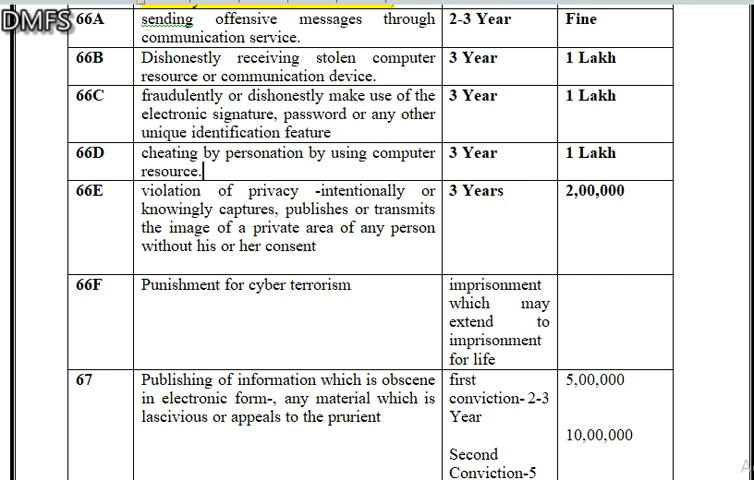 DMFS
66A sending offensive messages through 2-3 Year Fine
communication service.
66B Dishonestly receiving stolen computer 3 Year 1 Lakh
resource or communication device.
66C fraudulently or dishonestly make use of the 3 Year 1 Lakh
electronic signature, password or any other
unique identification feature
66D cheating by personation by using computer 3 Year 1 Lakh
resource.
66E violation of privacy -intentionally or 3 Years 2,00,000
knowingly captures, publishes or transmits
the image of a private area of any person
without his or her consent
66F Punishment for cyber terrorism imprisonment
which may
extend to
imprisonment
for life
67 Publishing of information which is obscene first 5,00,000
in electronic form-, any material which is conviction- 2-3
lascivious or appeals to the prurient Year
10,00,000
Second
Conviction-5